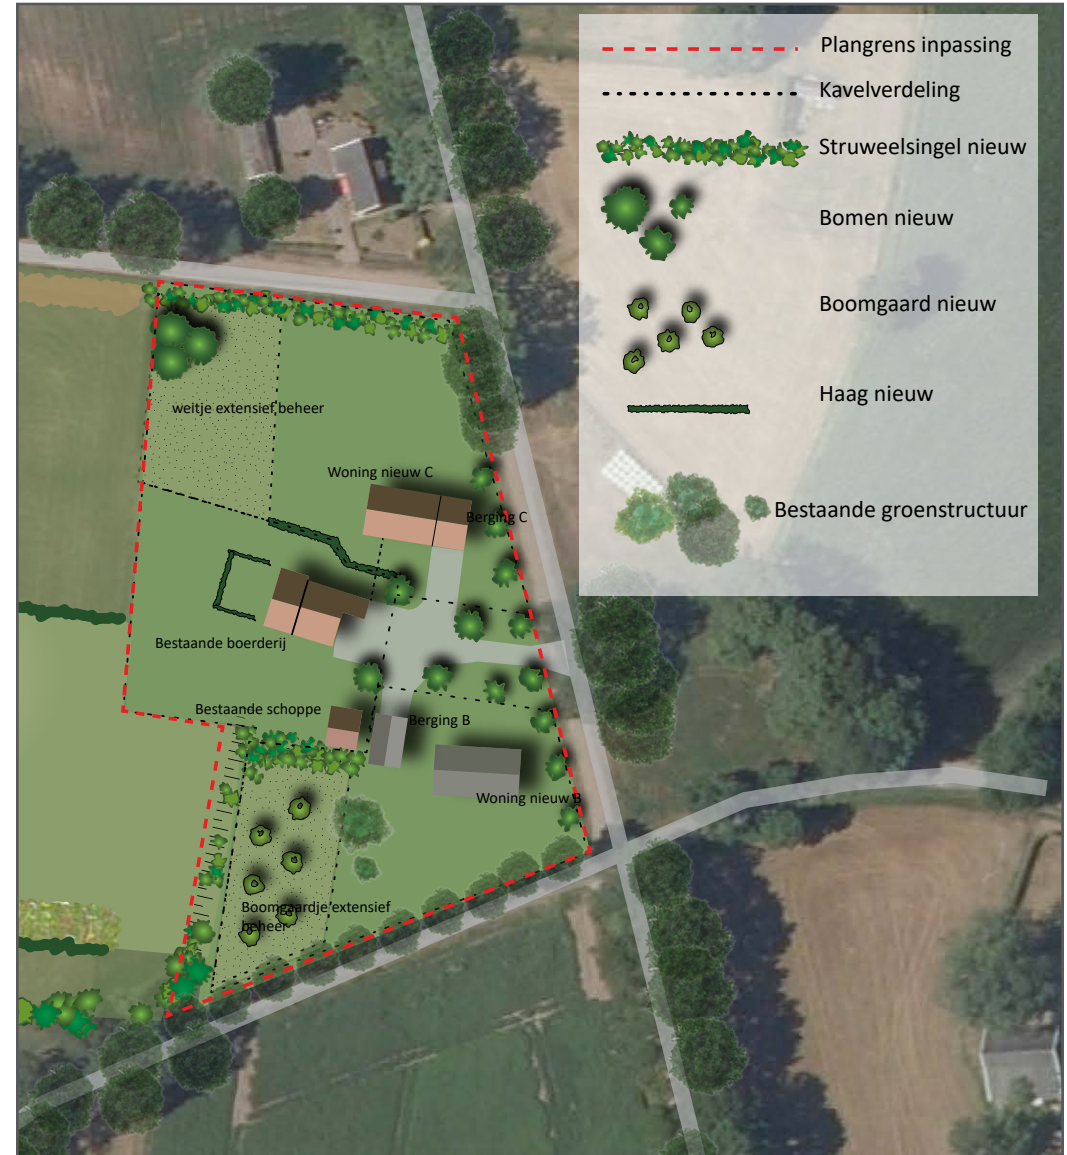 Plangrens inpassing
Kavelverdeling
Struweelsingel nieuw
Bomen nieuw
Boomgaard nieuw
Haag nieuw
Bestaande groenstructuur
weitje extensief beheer
Woning nieuw C
Berging C
Bestaande boerderij
Bestaande schoppe
Berging B
Woning nieuw B
Boomgaardje extensief
beheer